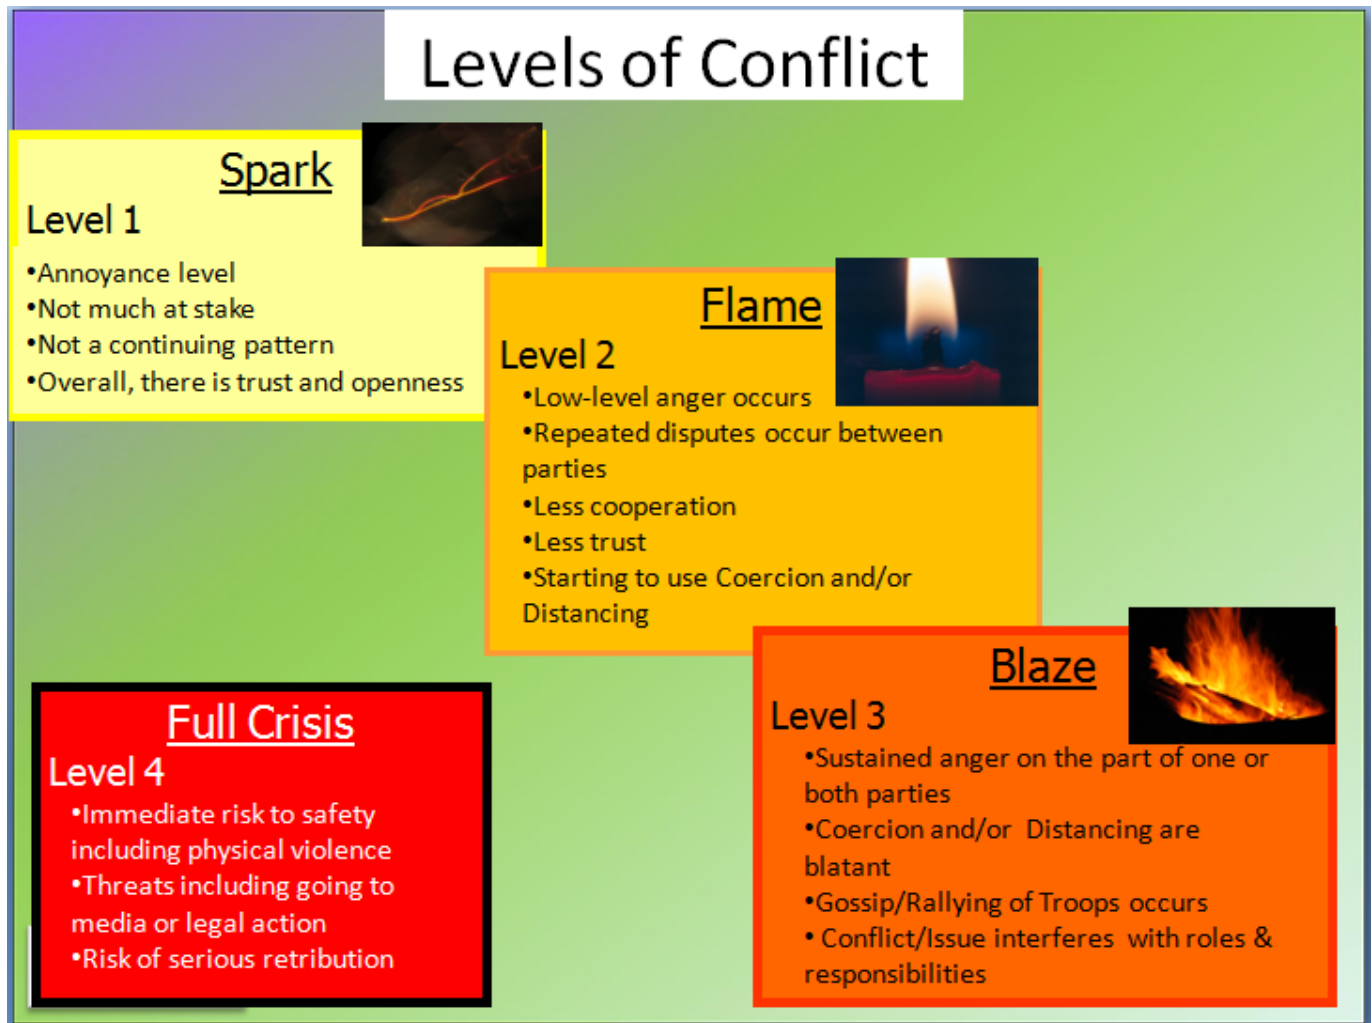 Levels of Conflict
Spark
Level 1
•Annoyance level
•Not much at stake
•Not a continuing pattern
•Overall, there is trust and openness
Flame
Level 2
•Low-level anger occurs
•Repeated disputes occur between
parties
•Less cooperation
•Less trust
•Starting to use Coercion and/or
Distancing
Blaze
Level 3
•Sustained anger on the part of one or
both parties
•Coercion and/or  Distancing are
blatant
•Gossip/Rallying of Troops occurs
• Conflict/Issue interferes  with roles &
responsibilities
Full Crisis
Level 4
•Immediate risk to safety
including physical violence
•Threats including going to
media or legal action
•Risk of serious retribution